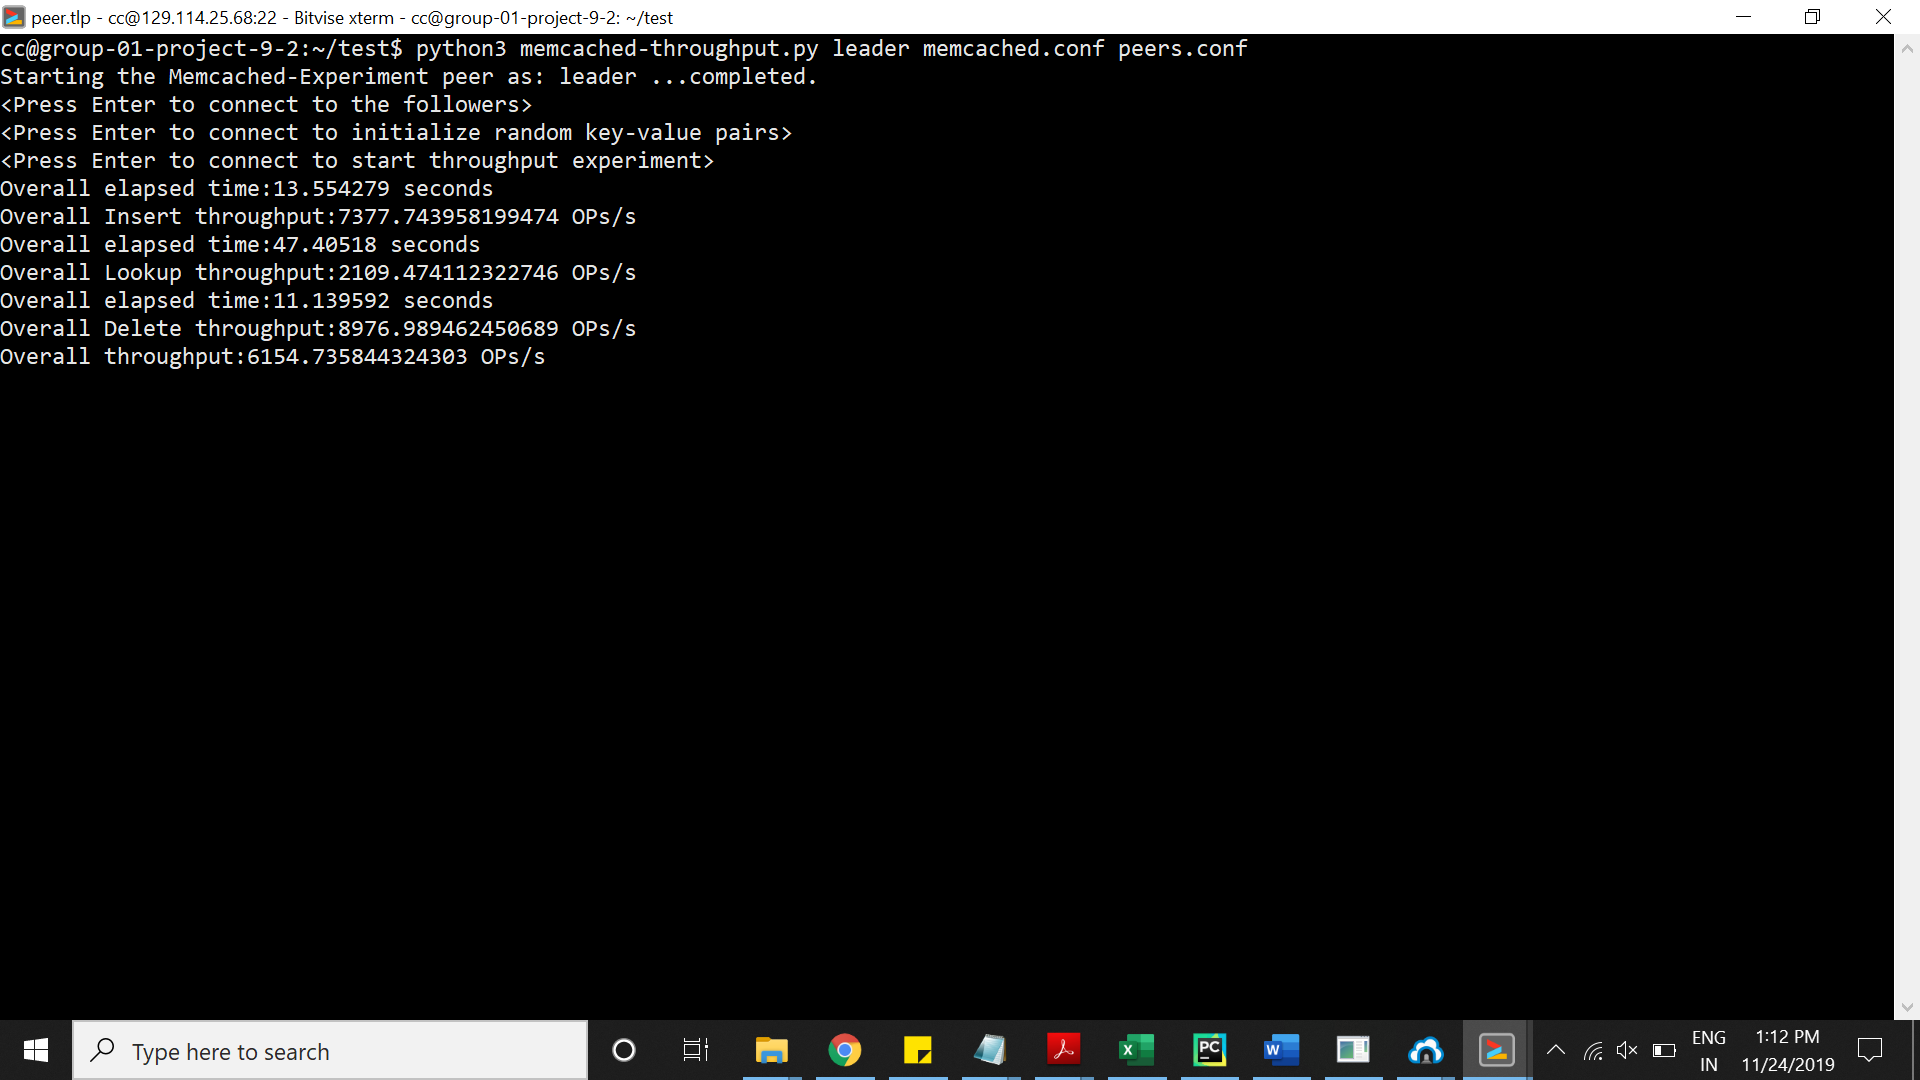 peer.tlp - cc@129.114.25.68:22 - Bitvise xterm - cc@group-01-project-9-2: ~/test
cc@group-01-project-9-2:~/test$ python3 memcached-throughput.py leader memcached.conf peers.conf
Starting the Memcached-Experiment peer as: leader ...completed.
<Press Enter to connect to the followers>
<Press Enter to connect to initialize random key-value pairs>
<Press Enter to connect to start throughput experiment>
Overall elapsed time:13.554279 seconds
Overall Insert throughput:7377.743958199474 OPs/s
Overall elapsed time:47.40518 seconds
Overall Lookup throughput:2109.474112322746 OPs/s
Overall elapsed time:11.139592 seconds
Overall Delete throughput:8976.989462450689 OPs/s
Overall throughput:6154.735844324303 OPs/s
Type here to search
PC
X
W
ENG
IN
1:12 PM
11/24/2019